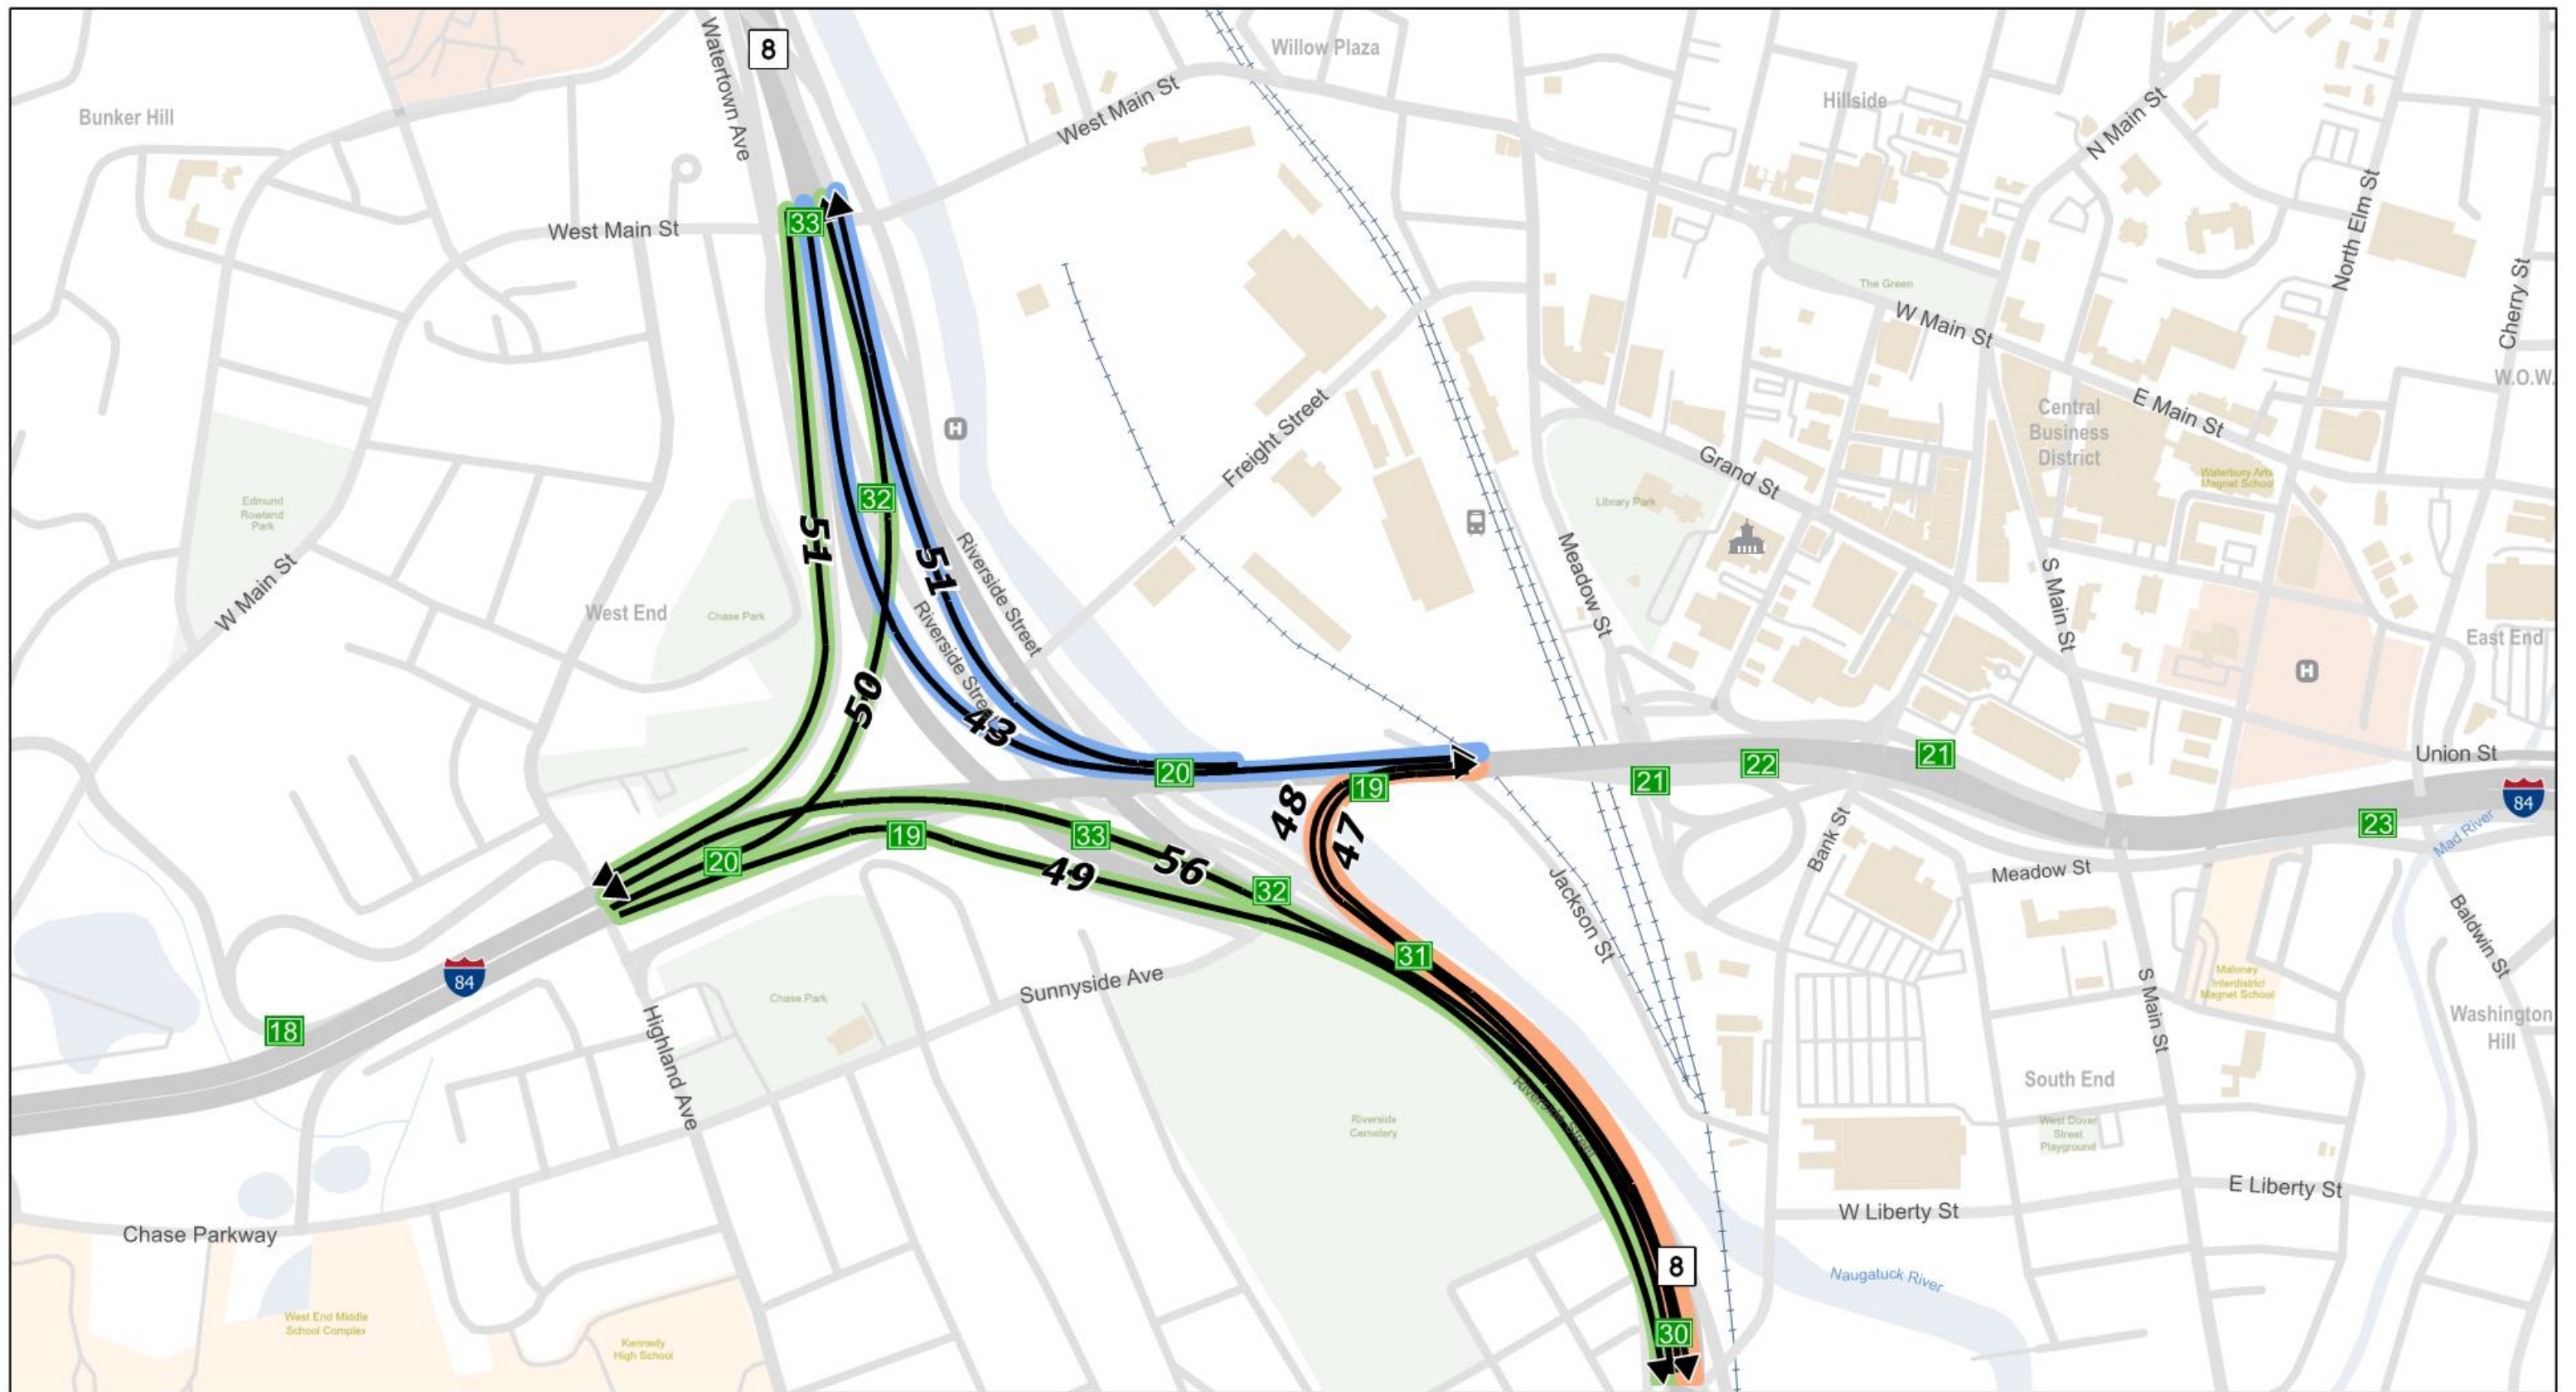 8
Watertown Ave
Willow Plaza
West Main St
Bunker Hill
Hillside
N Main St
North Elm St
Cherry St
West Main St
33
The Green
W Main St
W.O.W.
E Main St
Central
Business
District
Freight Street
H
Grand St
Waterbury Arts
Magnet School
32
Edmund
Rowland
Park
Library Park
51
51
Riverside Street
Meadow St
S Main St
W Main St
West End
Chase Park
Riverside Street
East End
H
50
43
20
19
21
22
21
Union St
84
23
Mad River
48
47
33
19
20
56
49
32
Bank St
Meadow St
Jackson St
Baldwin St
31
84
18
Chase Park
Sunnyside Ave
Highland Ave
S Main St
Maloney
Interdistrict
Magnet School
Washington
Hill
South End
Riverside
Cemetery
Riverside Street
West Dover
Street
Playground
E Liberty St
W Liberty St
Chase Parkway
8
Naugatuck River
West End Middle
School Complex
Kennedy
High School
30